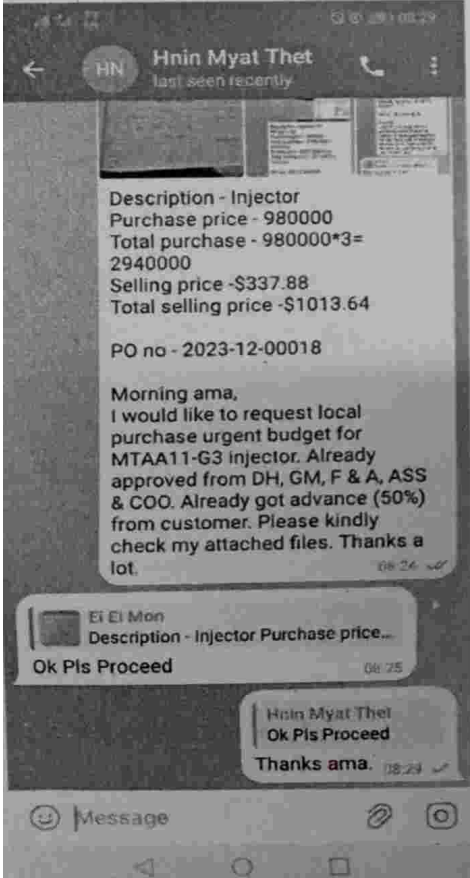 08:29
HN
Hnin Myat Thet
last seen recently
Description - Injector
Purchase price - 980000
Total purchase - 980000*3=
2940000
Selling price -$337.88
Total selling price -$1013.64
PO no - 2023-12-00018
Morning ama,
I would like to request local
purchase urgent budget for
MTAA11-G3 injector. Already
approved from DH, GM, F & A, ASS
& COO. Already got advance (50%)
from customer. Please kindly
check my attached files. Thanks a
lot.
08:24
Ei Ei Mon
Description - Injector Purchase price...
Ok Pls Proceed
08:25
Hnin Myat Thet
Ok Pls Proceed
Thanks ama.
08:29
Message